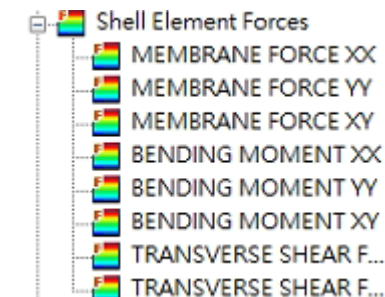 Shell Element Forces
MEMBRANE FORCE XX
MEMBRANE FORCE YY
MEMBRANE FORCE XY
BENDING MOMENT XX
BENDING MOMENT YY
BENDING MOMENT XY
TRANSVERSE SHEAR F...
TRANSVERSE SHEAR F...